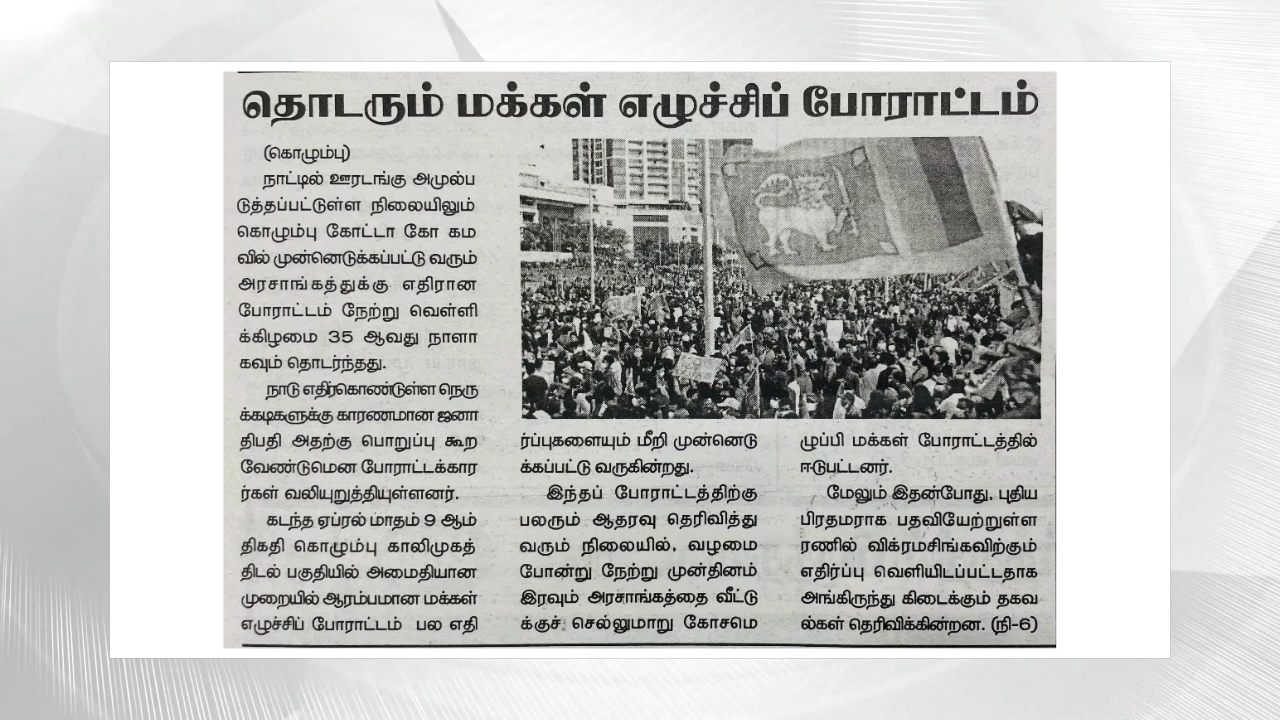 தொடரும் மக்கள் எழுச்சிப் போராட்டம்
(கொழும்பு)
நாட்டில் ஊரடங்கு அமுல்ப
டுத்தப்பட்டுள்ள நிலையிலும்
கொழும்பு கோட்டா கோ கம
வில் முன்னெடுக்கப்பட்டு வரும்
அரசாங்கத்துக்கு எதிரான
போராட்டம் நேற்று வெள்ளி
க்கிழமை 35 ஆவது நாளா
கவும் தொடர்ந்தது.
நாடு எதிர்கொண்டுள்ள நெரு
க்கடிகளுக்கு காரணமான ஜனா
திபதி அதற்கு பொறுப்பு கூற
வேண்டுமென போராட்டக்கார
ர்கள் வலியுறுத்தியுள்ளனர்.
கடந்த ஏப்ரல் மாதம் 9 ஆம்
திகதி கொழும்பு காலிமுகத்
திடல் பகுதியில் அமைதியான
முறையில் ஆரம்பமான மக்கள்
எழுச்சிப் போராட்டம் பல எதி
ர்ப்புகளையும் மீறி முன்னெடு
க்கப்பட்டு வருகின்றது.
இந்தப் போராட்டத்திற்கு
பலரும் ஆதரவு தெரிவித்து
வரும் நிலையில், வழமை
போன்று நேற்று முன்தினம்
இரவும் அரசாங்கத்தை வீட்டு
க்குச் செல்லுமாறு கோசமெ
ழுப்பி மக்கள் போராட்டத்தில்
ஈடுபட்டனர்.
மேலும் இதன்போது, புதிய
பிரதமராக பதவியேற்றுள்ள
ரணில் விக்ரமசிங்கவிற்கும்
எதிர்ப்பு வெளியிடப்பட்டதாக
அங்கிருந்து கிடைக்கும் தகவ
ல்கள் தெரிவிக்கின்றன. (நி-6)